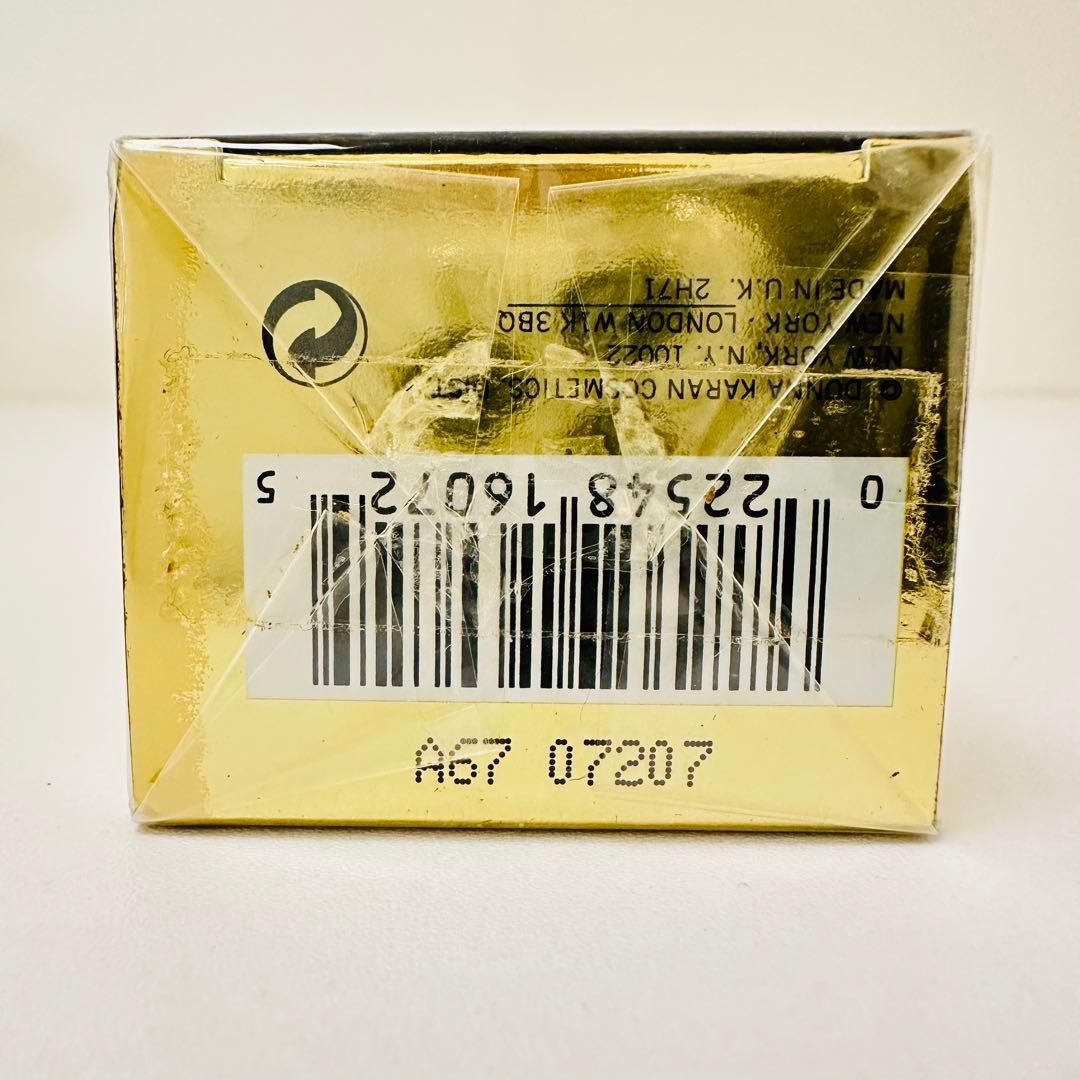 © DONNA KARAN COSMETICS, DIST.
NEW YORK, N.Y. 10022
NEW YORK · LONDON W1K 3BQ
MADE IN U.K. 2H71
0 22548 16072 5
A67 07207